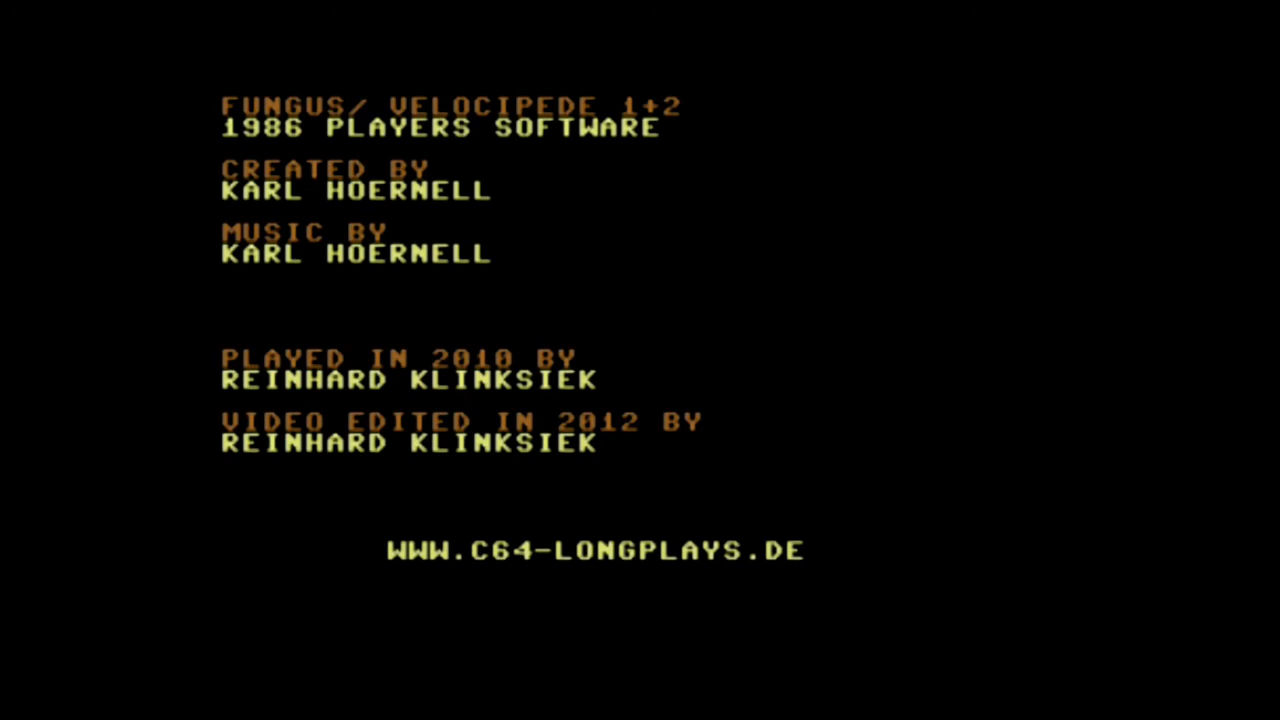 FUNGUS/ VELOCIPEDE 1+2
1986 PLAYERS SOFTWARE
CREATED BY
KARL HOERNELL
MUSIC BY
KARL HOERNELL
PLAYED IN 2010 BY
REINHARD KLINKSIEK
VIDEO EDITED IN 2012 BY
REINHARD KLINKSIEK
WWW.C64-LONGPLAYS.DE